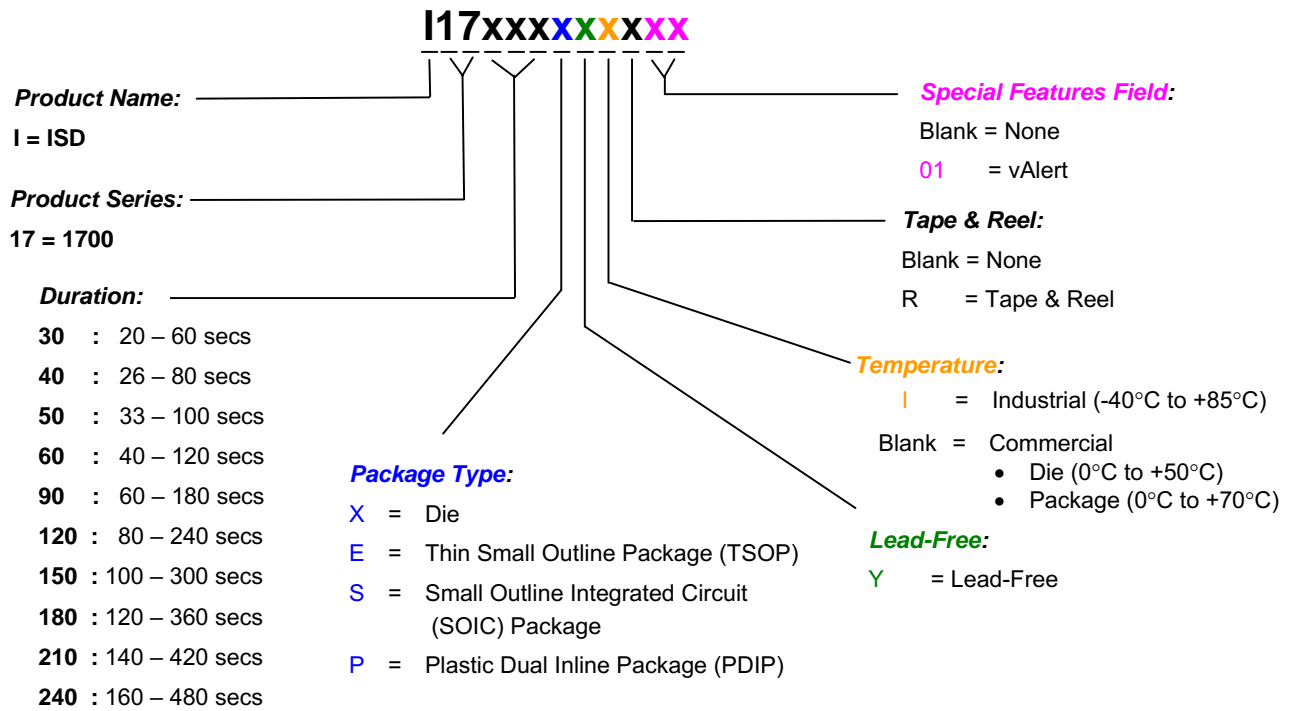 I17xxxxxxxxx
Product Name:
I = ISD
Product Series:
17 = 1700
Duration:
30 : 20 – 60 secs
40 : 26 – 80 secs
50 : 33 – 100 secs
60 : 40 – 120 secs
90 : 60 – 180 secs
120 : 80 – 240 secs
150 : 100 – 300 secs
180 : 120 – 360 secs
210 : 140 – 420 secs
240 : 160 – 480 secs
Package Type:
X = Die
E = Thin Small Outline Package (TSOP)
S = Small Outline Integrated Circuit
(SOIC) Package
P = Plastic Dual Inline Package (PDIP)
Special Features Field:
Blank = None
01 = vAlert
Tape & Reel:
Blank = None
R = Tape & Reel
Temperature:
I = Industrial (-40°C to +85°C)
Blank = Commercial
• Die (0°C to +50°C)
• Package (0°C to +70°C)
Lead-Free:
Y = Lead-Free